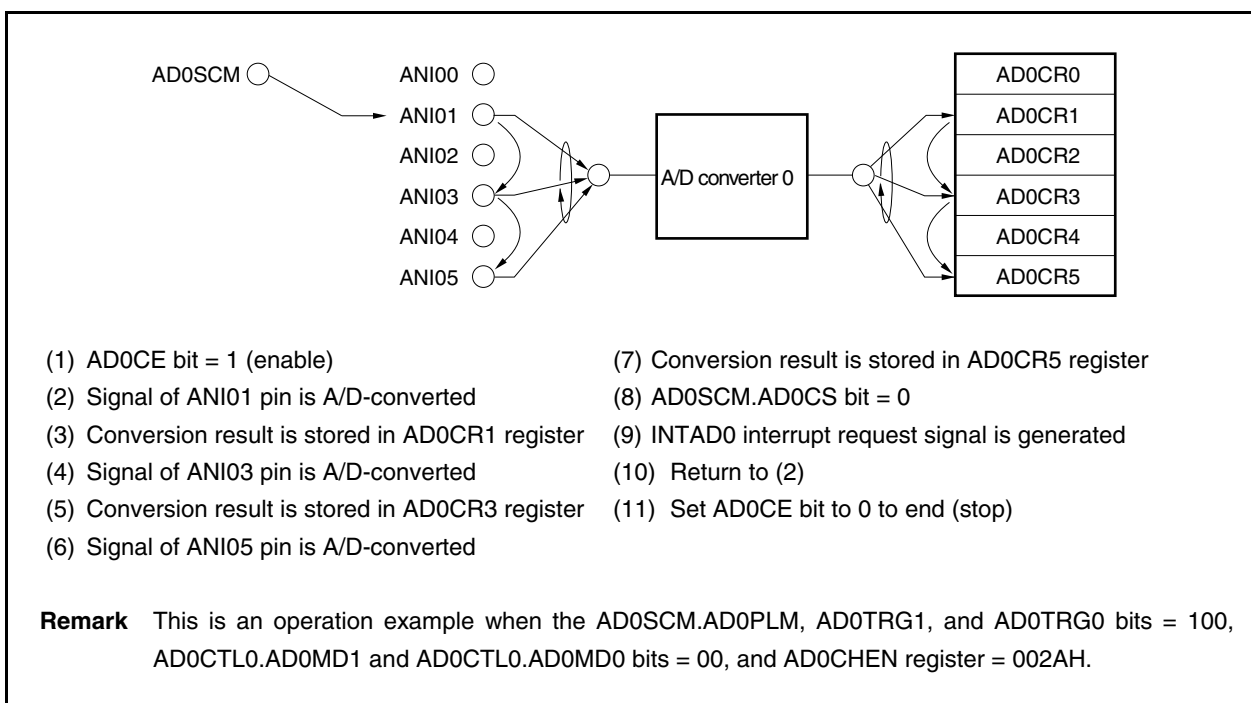 AD0SCM
ANI00
ANI01
ANI02
ANI03
ANI04
ANI05
A/D converter 0
AD0CR0
AD0CR1
AD0CR2
AD0CR3
AD0CR4
AD0CR5
(1) AD0CE bit = 1 (enable)
(2) Signal of ANI01 pin is A/D-converted
(3) Conversion result is stored in AD0CR1 register
(4) Signal of ANI03 pin is A/D-converted
(5) Conversion result is stored in AD0CR3 register
(6) Signal of ANI05 pin is A/D-converted
(7) Conversion result is stored in AD0CR5 register
(8) AD0SCM.AD0CS bit = 0
(9) INTAD0 interrupt request signal is generated
(10) Return to (2)
(11) Set AD0CE bit to 0 to end (stop)
Remark This is an operation example when the AD0SCM.AD0PLM, AD0TRG1, and AD0TRG0 bits = 100,
AD0CTL0.AD0MD1 and AD0CTL0.AD0MD0 bits = 00, and AD0CHEN register = 002AH.